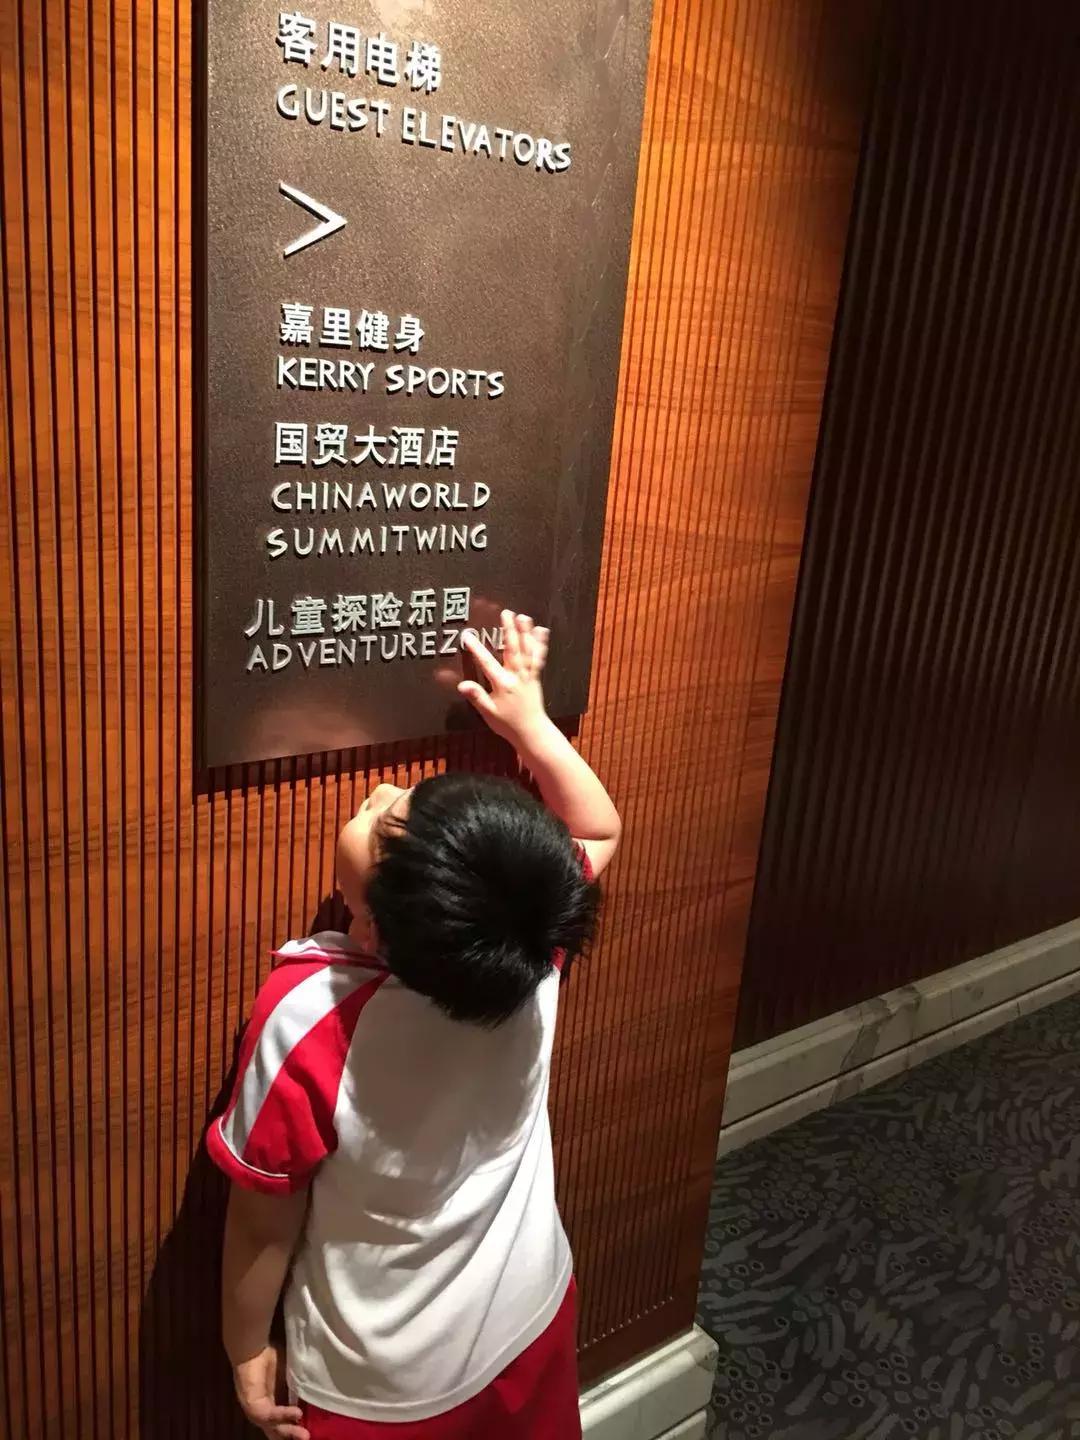 客用电梯
GUEST ELEVATORS
>
嘉里健身
KERRY SPORTS
国贸大酒店
CHINAWORLD
SUMMITWING
儿童探险乐园
ADVENTUREZONE